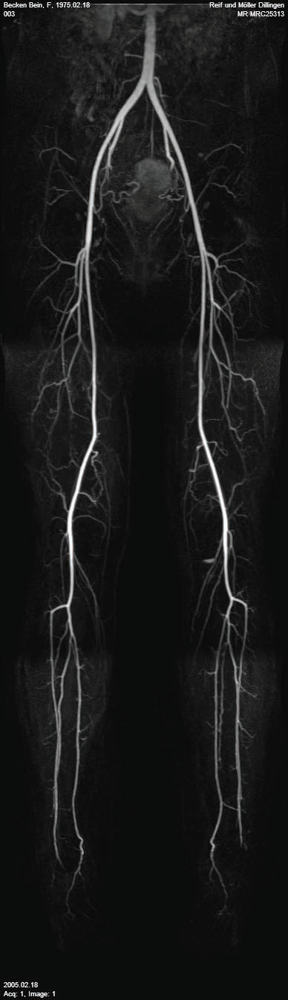 Becken Bein, F, 1975.02.18
003
Reif und Möller Dillingen
MR MRC25313
2005.02.18
Acq: 1, Image: 1